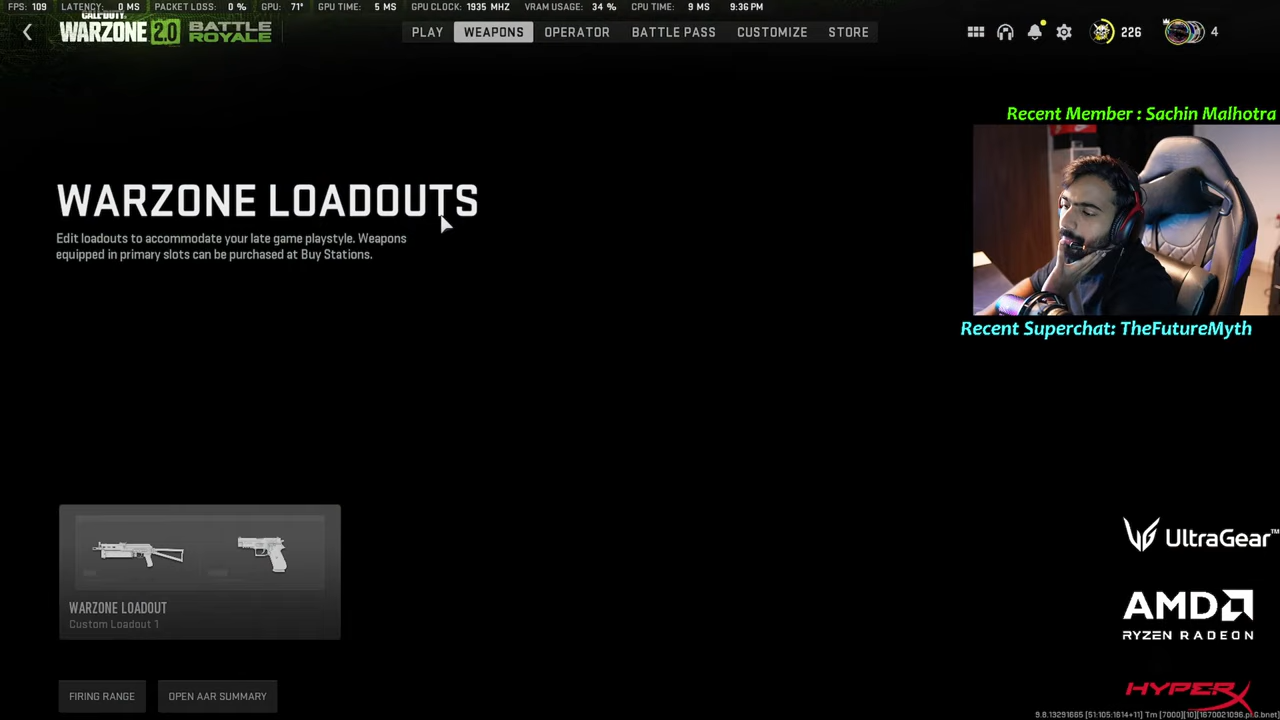 FPS: 109 LATENCY: 0 MS PACKET LOSS: 0 % GPU: 71° GPU TIME: 5 MS GPU CLOCK: 1935 MHZ VRAM USAGE: 34 % CPU TIME: 9 MS 9:36 PM
CALL OF DUTY
WARZONE 2.0 BATTLE ROYALE
PLAY WEAPONS OPERATOR BATTLE PASS CUSTOMIZE STORE
226 4
Recent Member : Sachin Malhotra
WARZONE LOADOUTS
Edit loadouts to accommodate your late game playstyle. Weapons
equipped in primary slots can be purchased at Buy Stations.
Recent Superchat: TheFutureMyth
UltraGear™
AMD
RYZEN RADEON
HYPERX
WARZONE LOADOUT
Custom Loadout 1
FIRING RANGE OPEN AAR SUMMARY